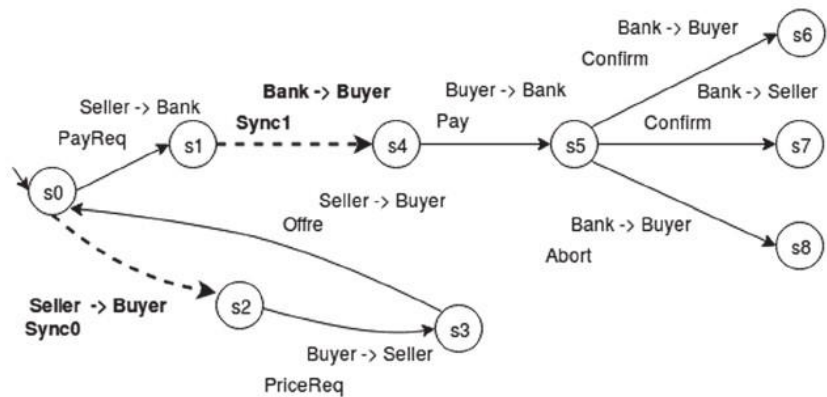 Bank -> Buyer
Confirm
s6
Seller -> Bank
PayReq
s1
Bank -> Buyer
Sync1
s4
Buyer -> Bank
Pay
s5
Bank -> Seller
Confirm
s7
s0
Seller -> Buyer
Offre
Bank -> Buyer
Abort
s8
Seller -> Buyer
Sync0
s2
s3
Buyer -> Seller
PriceReq